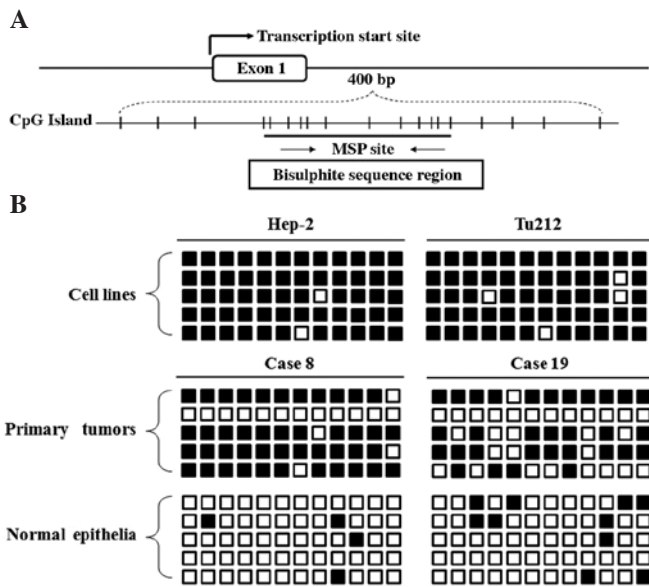 A
Transcription start site
Exon 1
400 bp
CpG Island
MSP site
Bisulphite sequence region
B
Hep-2 Tu212
Cell lines
Case 8 Case 19
Primary tumors
Normal epithelia